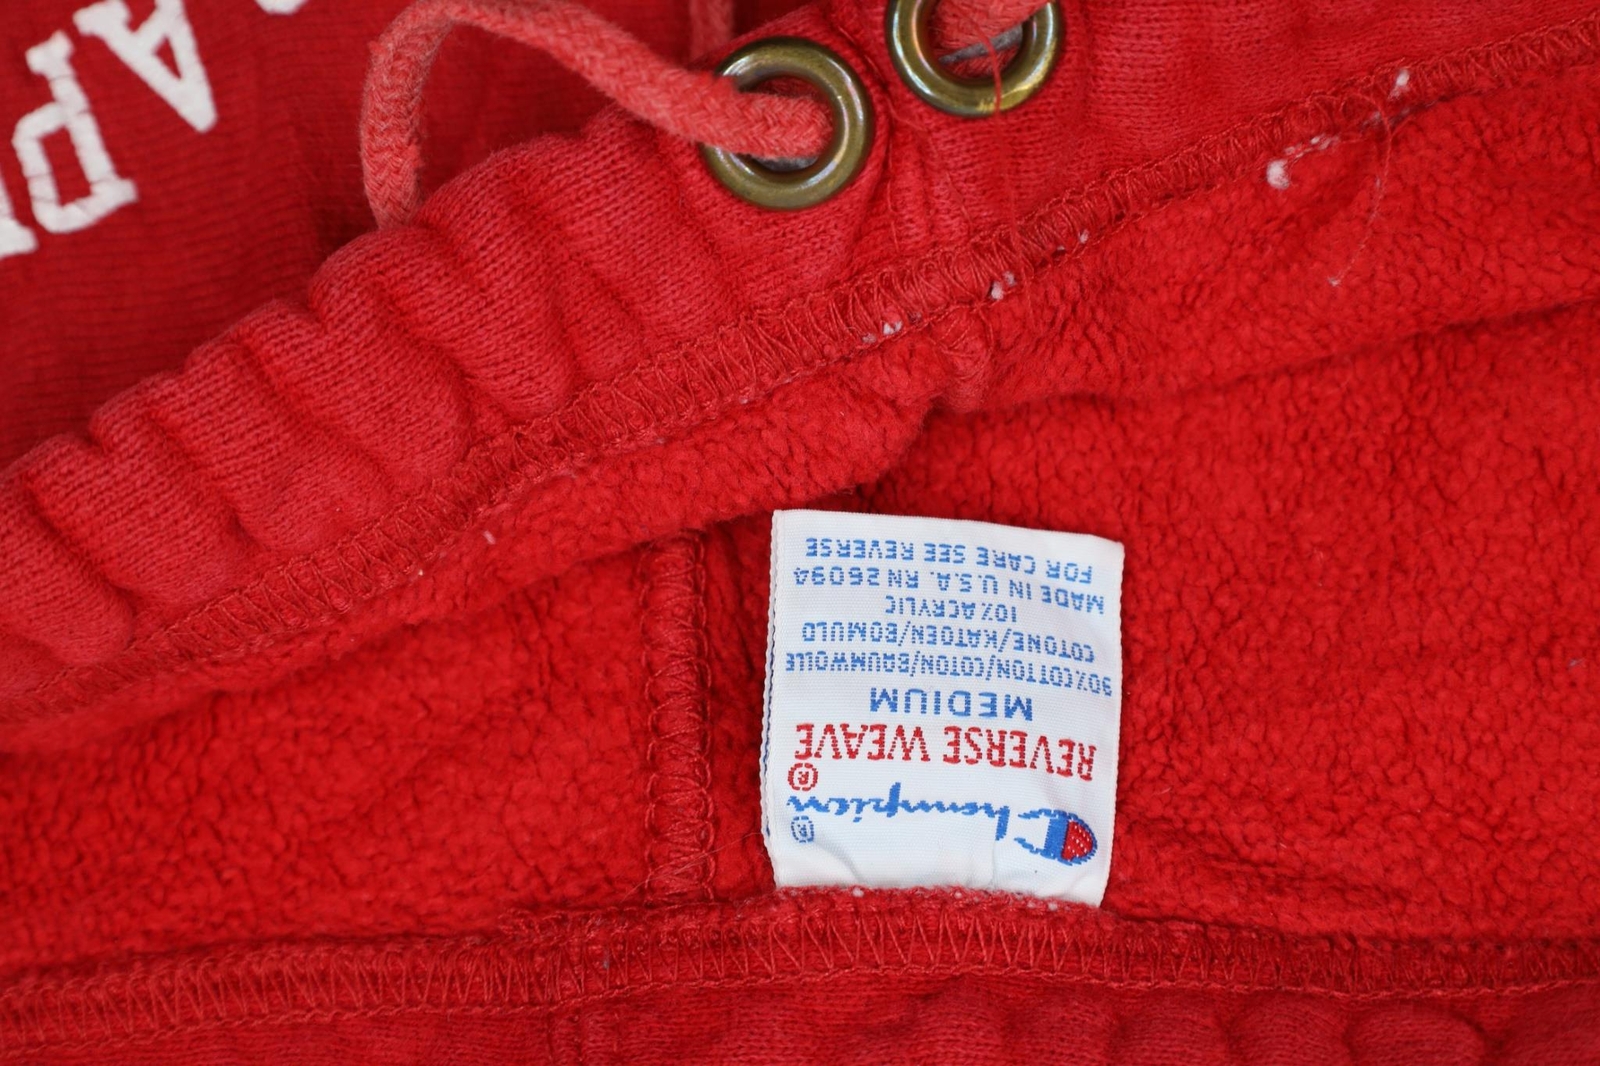 Champion®
REVERSE WEAVE®
MEDIUM
90% COTTON/COTON/BAUMWOLLE
COTONE/KATOEN/BOMULD
10% ACRYLIC
MADE IN U.S.A. RN 26094
FOR CARE SEE REVERSE
AP